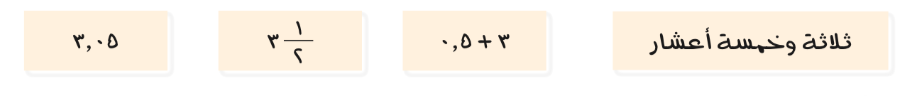 ثلاثة وخمسة أعشار
٣ + ٠,٥
٣ ١/٢
٣,٠٥